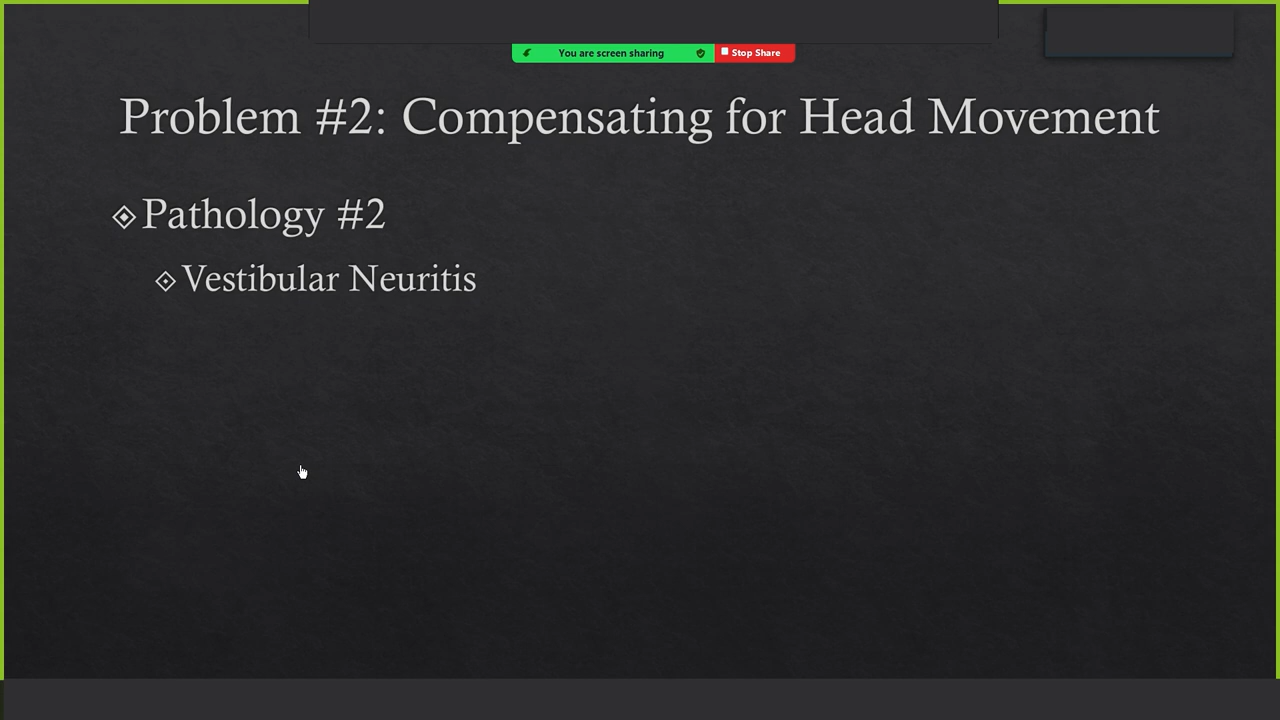 You are screen sharing
Stop Share
Problem #2: Compensating for Head Movement
Pathology #2
Vestibular Neuritis